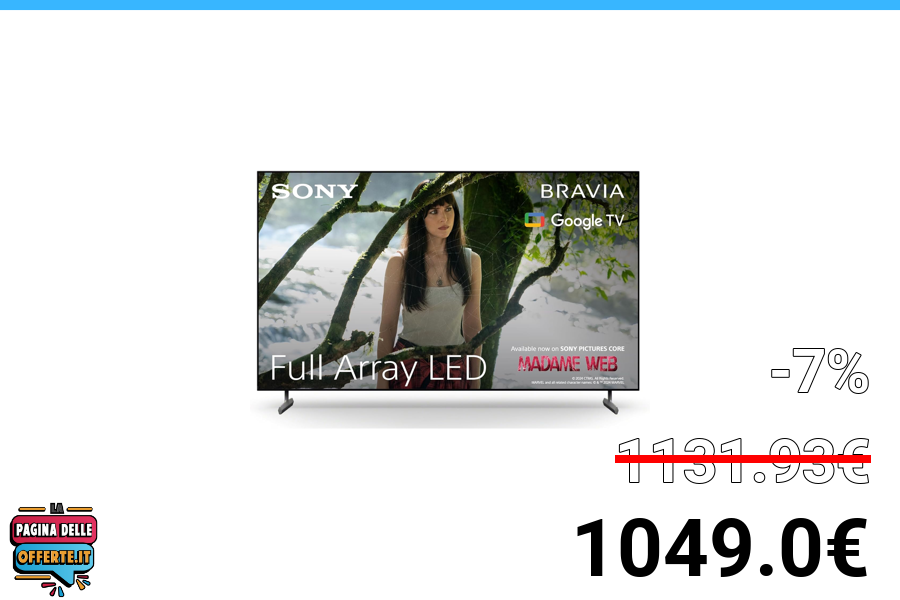 SONY
BRAVIA
Google TV
Available now on SONY PICTURES CORE
Full Array LED
MADAME WEB
-7%
1131.93€
1049.0€
LA
PAGINA DELLE
OFFERTE.IT